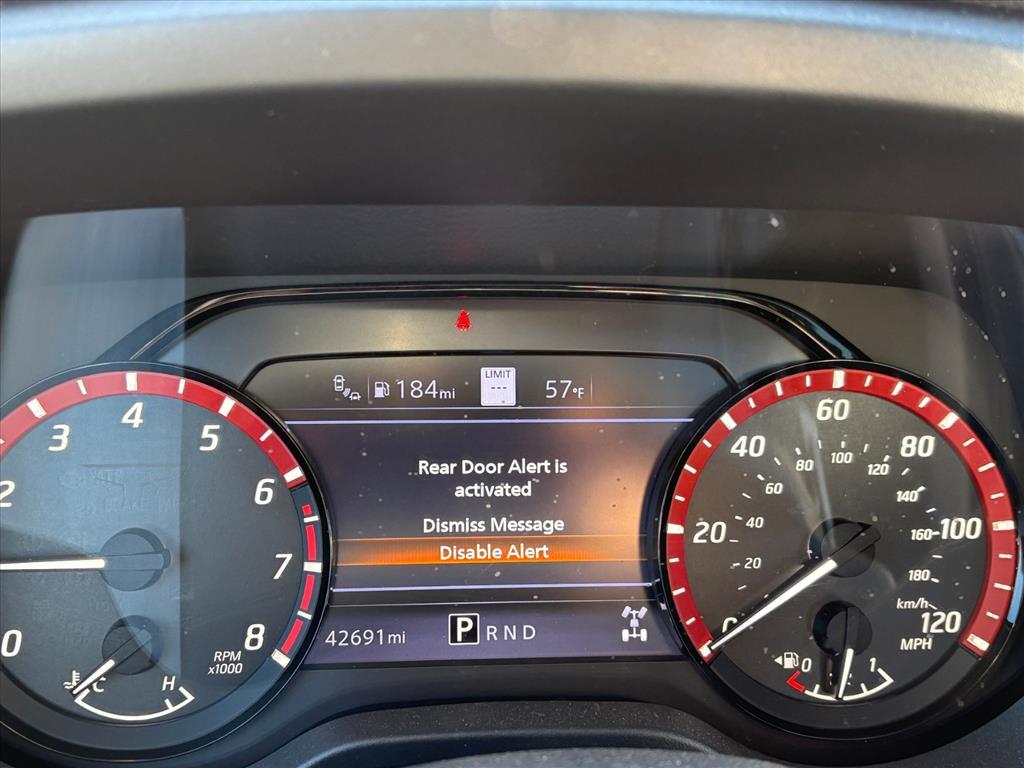 LIMIT
184mi
---
57°F
Rear Door Alert is
activated
Dismiss Message
Disable Alert
42691mi
P R N D
0
2
3
4
5
6
7
8
RPM
x1000
C
H
0
20
40
60
80
100
120
MPH
20
40
60
80
100
120
140
160
180
km/h
0
1